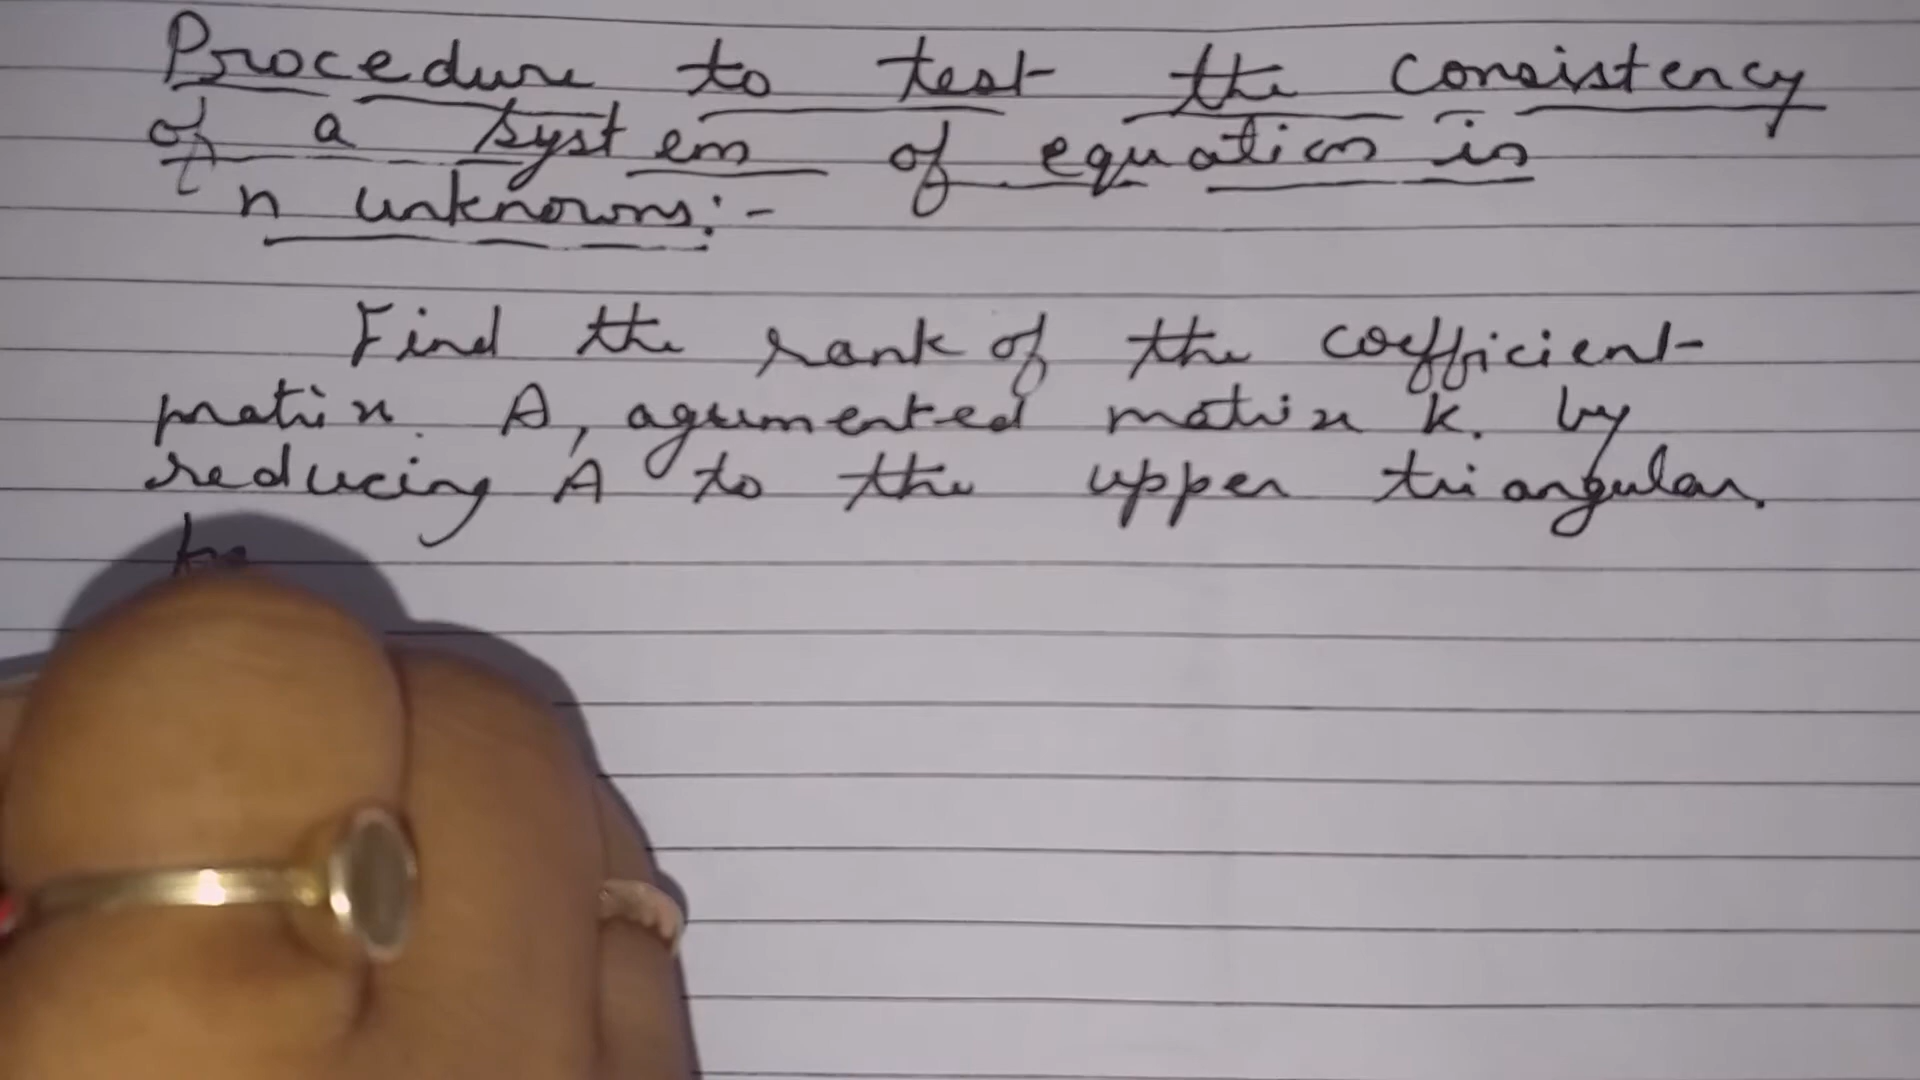 Procedure to test the consistency
of a system of equation in
n unknowns:-
Find the rank of the coefficient
matrix A, agumented matrix k. by
reducing A to the upper triangular.